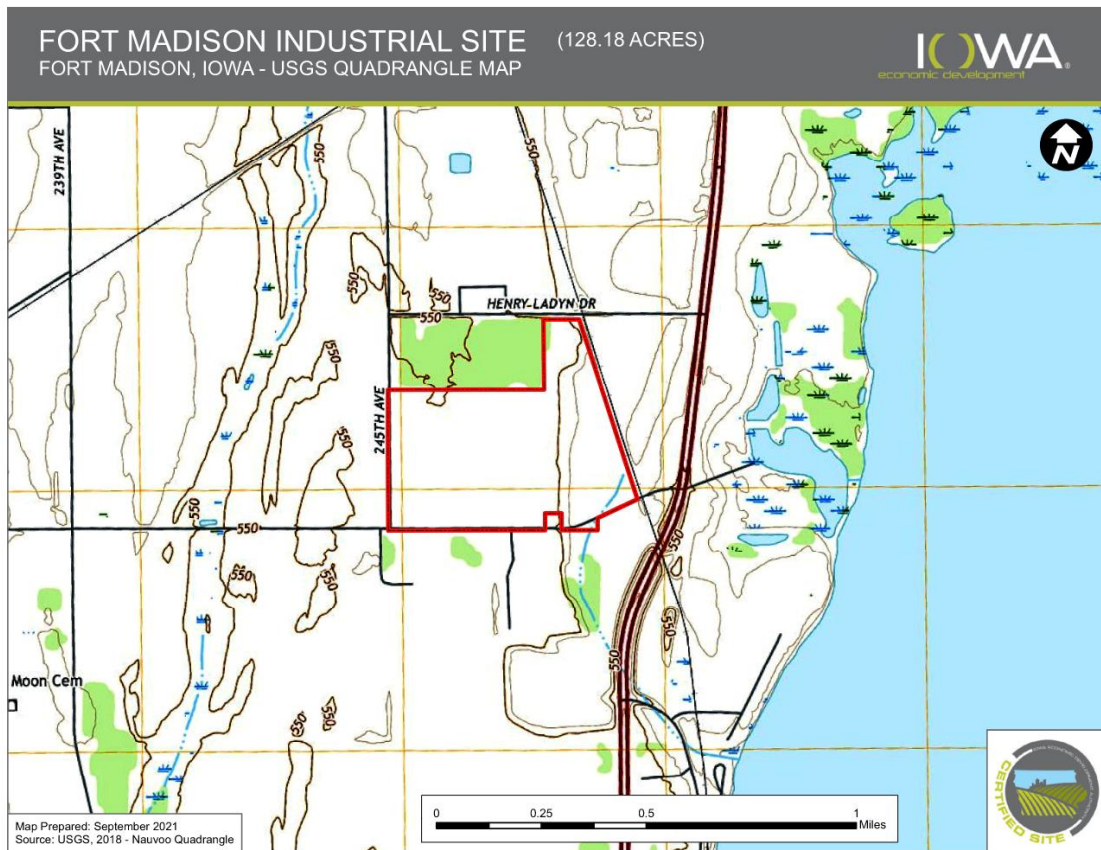 FORT MADISON INDUSTRIAL SITE (128.18 ACRES)
FORT MADISON, IOWA - USGS QUADRANGLE MAP
IOWA®
economic development
N
239TH AVE
550
550
550
550
HENRY-LADYN DR
550
550
550
245TH AVE
550
550
550
550
550
550
550
550
550
550
Moon Cem
CERTIFIED SITE
Map Prepared: September 2021
Source: USGS, 2018 - Nauvoo Quadrangle
0 0.25 0.5 1
Miles